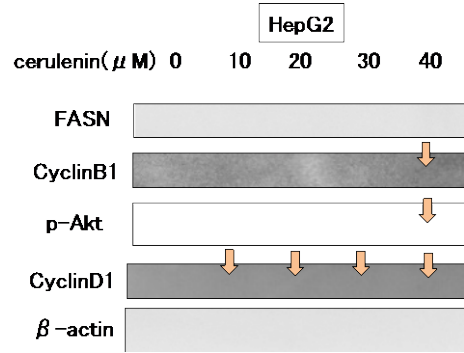 HepG2
cerulenin(μM) 0 10 20 30 40
FASN
CyclinB1
p-Akt
CyclinD1
β-actin